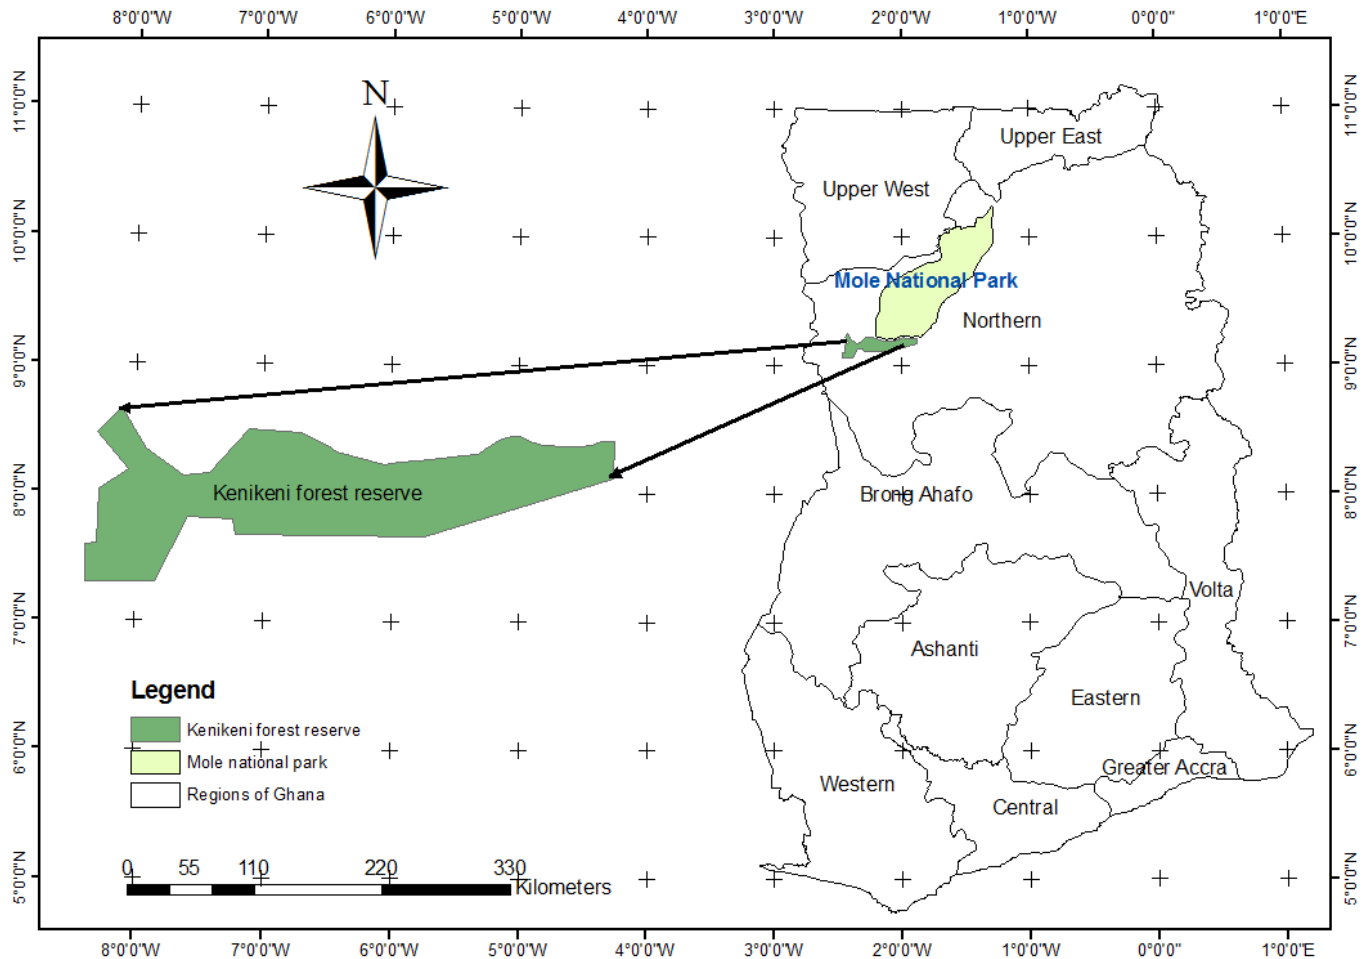 8°0'0"W 7°0'0"W 6°0'0"W 5°0'0"W 4°0'0"W 3°0'0"W 2°0'0"W 1°0'0"W 0°0'0"E 1°0'0"E
11°0'0"N
10°0'0"N
9°0'0"N
8°0'0"N
7°0'0"N
6°0'0"N
5°0'0"N
N
Upper East
Upper West
Mole National Park
Northern
Kenikeni forest reserve
Brong Ahafo
Volta
Ashanti
Eastern
Greater Accra
Western
Central
Legend
Kenikeni forest reserve
Mole national park
Regions of Ghana
0 55 110 220 330
Kilometers
11°0'0"N
10°0'0"N
9°0'0"N
8°0'0"N
7°0'0"N
6°0'0"N
5°0'0"N
8°0'0"W 7°0'0"W 6°0'0"W 5°0'0"W 4°0'0"W 3°0'0"W 2°0'0"W 1°0'0"W 0°0'0" 1°0'0"E